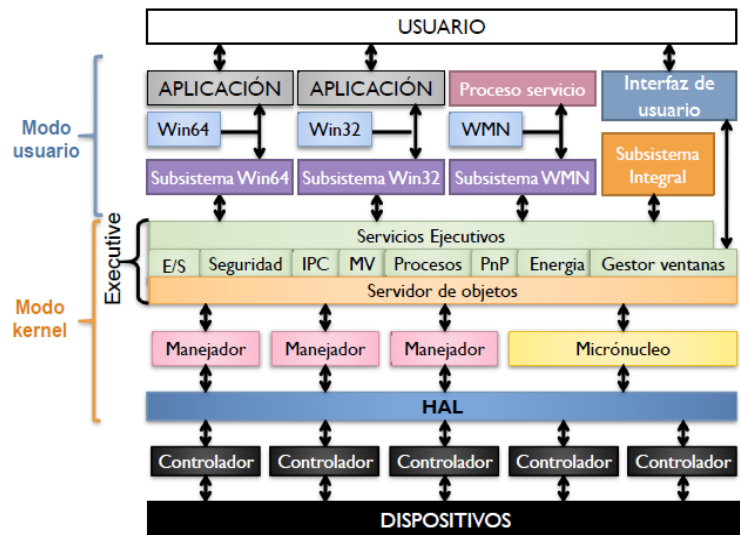 USUARIO
APLICACIÓN
APLICACIÓN
Proceso servicio
Interfaz de
usuario
Modo
usuario
Win64
Win32
WMN
Subsistema
Integral
Subsistema Win64
Subsistema Win32
Subsistema WMN
Executive
Servicios Ejecutivos
E/S
Seguridad
IPC
MV
Procesos
PnP
Energia
Gestor ventanas
Servidor de objetos
Modo
kernel
Manejador
Manejador
Manejador
Micrónucleo
HAL
Controlador
Controlador
Controlador
Controlador
Controlador
DISPOSITIVOS